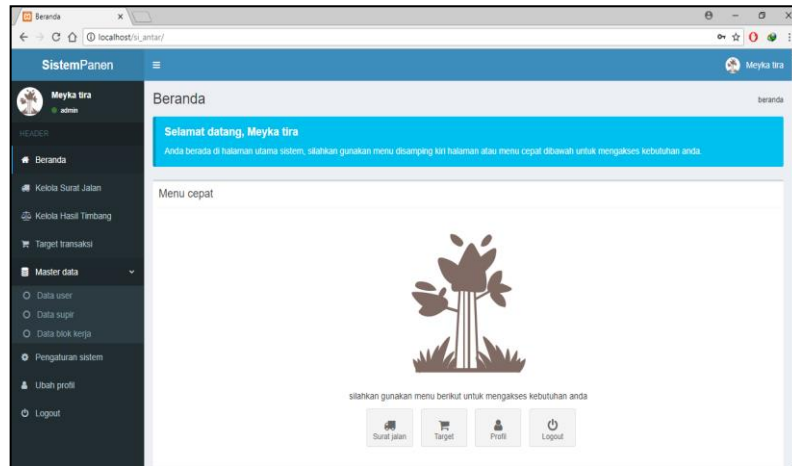 Beranda
localhost/si_antar/
SistemPanen
Meyka tira
Meyka tira
admin
HEADER
Beranda
Kelola Surat Jalan
Kelola Hasil Timbang
Target transaksi
Master data
Data user
Data supir
Data blok kerja
Pengaturan sistem
Ubah profil
Logout
Beranda
beranda
Selamat datang, Meyka tira
Anda berada di halaman utama sistem, silahkan gunakan menu disamping kiri halaman atau menu cepat dibawah untuk mengakses kebutuhan anda
Menu cepat
silahkan gunakan menu berikut untuk mengakses kebutuhan anda
Surat jalan
Target
Profil
Logout